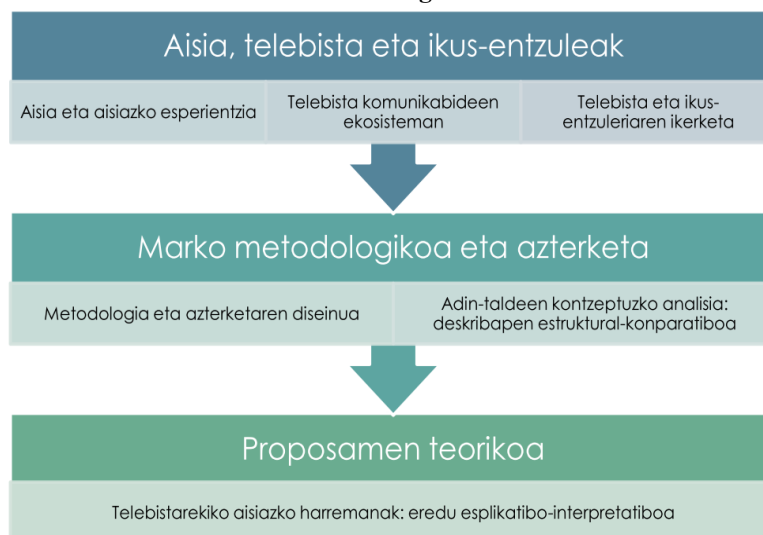 Aisia, telebista eta ikus-entzuleak
Aisia eta aisiazko esperientzia
Telebista komunikabideen
ekosisteman
Telebista eta ikus-
entzuleriaren ikerketa
Marko metodologikoa eta azterketa
Metodologia eta azterketaren diseinua
Adin-taldeen kontzeptuzko analisia:
deskribapen estruktural-konparatiboa
Proposamen teorikoa
Telebistarekiko aisiazko harremanak: eredu esplikatibo-interpretatiboa